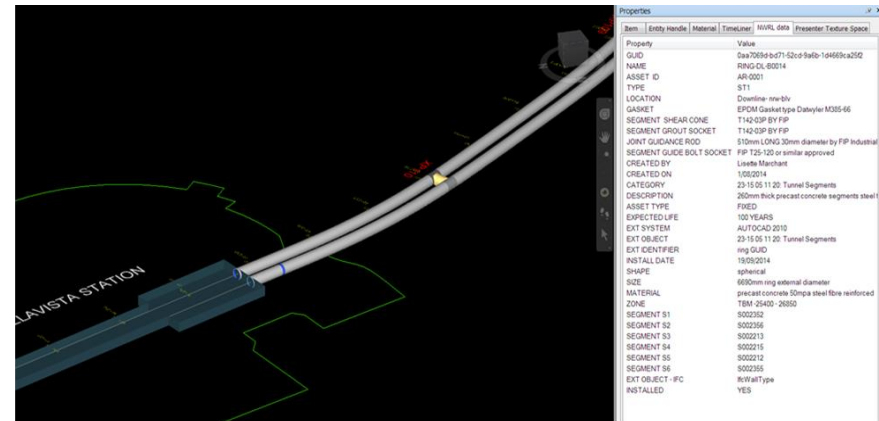 Properties
Item Entity Handle Material TimeLiner NWRL data Presenter Texture Space
Property Value
GUID 0aa7069d-bd71-52cd-9a6b-1d4669ca25f2
NAME RING-DL-B0014
ASSET ID AR-0001
TYPE ST1
LOCATION Downline- nrw-blv
GASKET EPDM Gasket type Datwyler M385-66
SEGMENT SHEAR CONE T142-03P BY FIP
SEGMENT GROUT SOCKET T142-03P BY FIP
JOINT GUIDANCE ROD 510mm LONG 30mm diameter by FIP Industrial
SEGMENT GUIDE BOLT SOCKET FIP T25-120 or similar approved
CREATED BY Lisette Marchant
CREATED ON 1/08/2014
CATEGORY 23-15 05 11 20: Tunnel Segments
DESCRIPTION 260mm thick precast concrete segments steel f
ASSET TYPE FIXED
EXPECTED LIFE 100 YEARS
EXT SYSTEM AUTOCAD 2010
EXT OBJECT 23-15 05 11 20: Tunnel Segments
EXT IDENTIFIER ring GUID
INSTALL DATE 19/09/2014
SHAPE spherical
SIZE 6690mm ring external diameter
MATERIAL precast concrete 50mpa steel fibre reinforced
ZONE TBM -25400 - 26850
SEGMENT S1 S002352
SEGMENT S2 S002356
SEGMENT S3 S002213
SEGMENT S4 S002215
SEGMENT S5 S002212
SEGMENT S6 S002355
EXT OBJECT - IFC IfcWallType
INSTALLED YES
LLAVISTA STATION